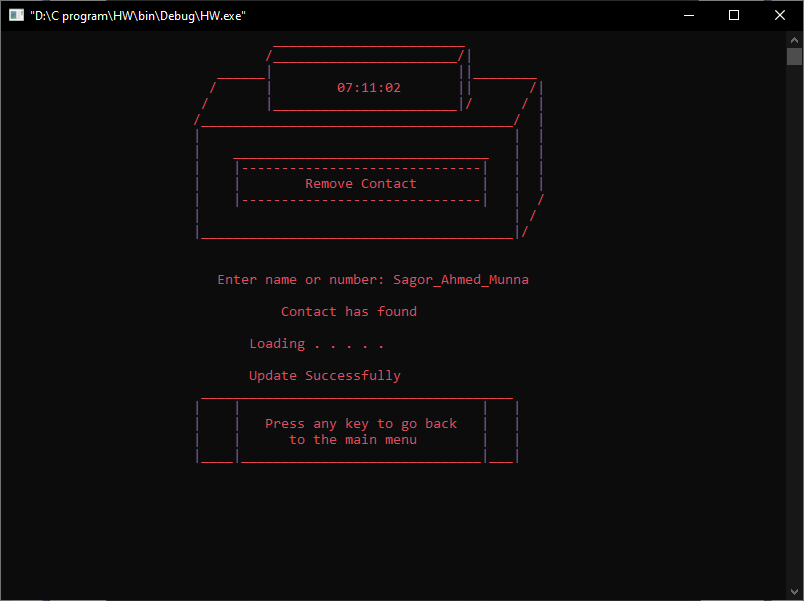 "D:\C program\HW\bin\Debug\HW.exe"
07:11:02
Remove Contact
Enter name or number: Sagor_Ahmed_Munna
Contact has found
Loading . . . . .
Update Successfully
Press any key to go back
to the main menu